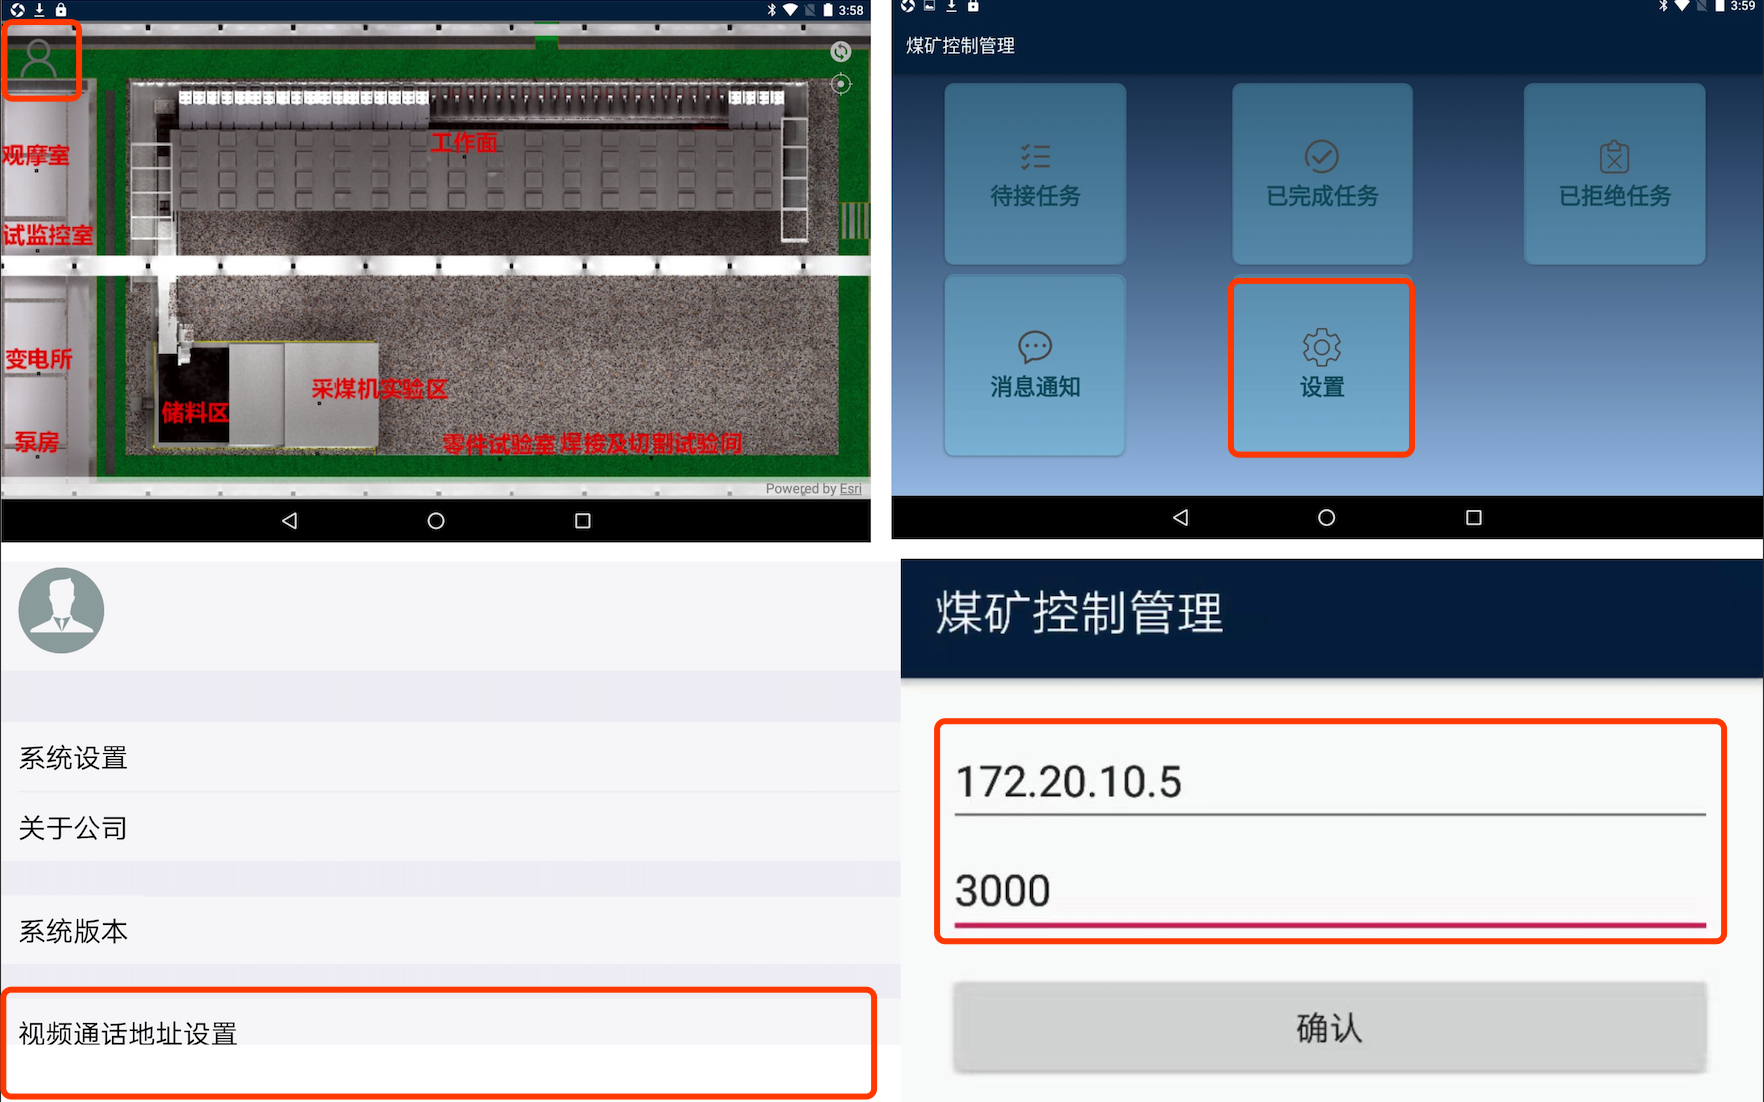 3:58
观摩室
工作面
试监控室
变电所
采煤机实验区
储料区
泵房
零件试验室 焊接及切割试验间
Powered by Esri
3:59
煤矿控制管理
待接任务
已完成任务
已拒绝任务
消息通知
设置
系统设置
关于公司
系统版本
视频通话地址设置
煤矿控制管理
172.20.10.5
3000
确认